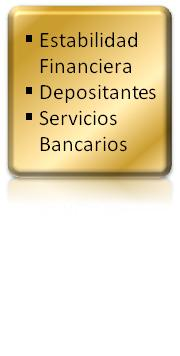 ▪ Estabilidad
Financiera
▪ Depositantes
▪ Servicios
Bancarios